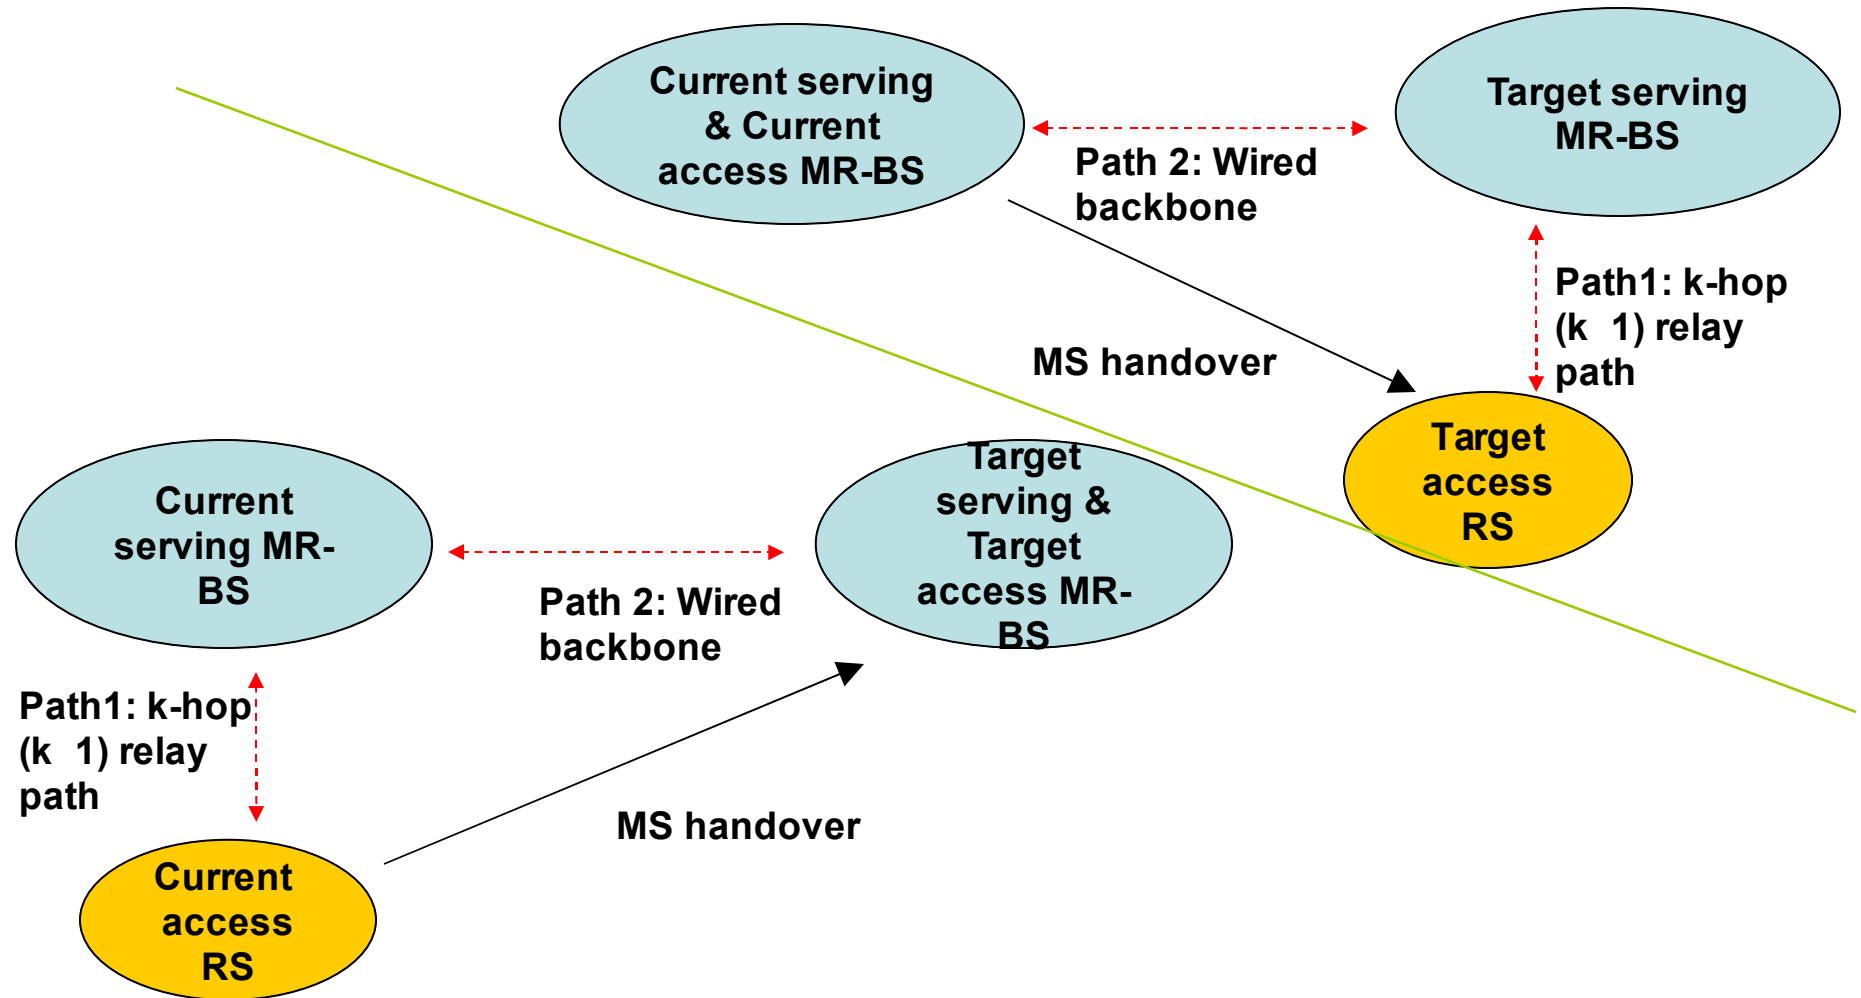 Current serving
& Current
access MR-BS
Target serving
MR-BS
Path 2: Wired
backbone
Path1: k-hop
(k 1) relay
path
MS handover
Target
access
RS
Current
serving MR-
BS
Target
serving &
Target
access MR-
BS
Path 2: Wired
backbone
Path1: k-hop
(k 1) relay
path
MS handover
Current
access
RS